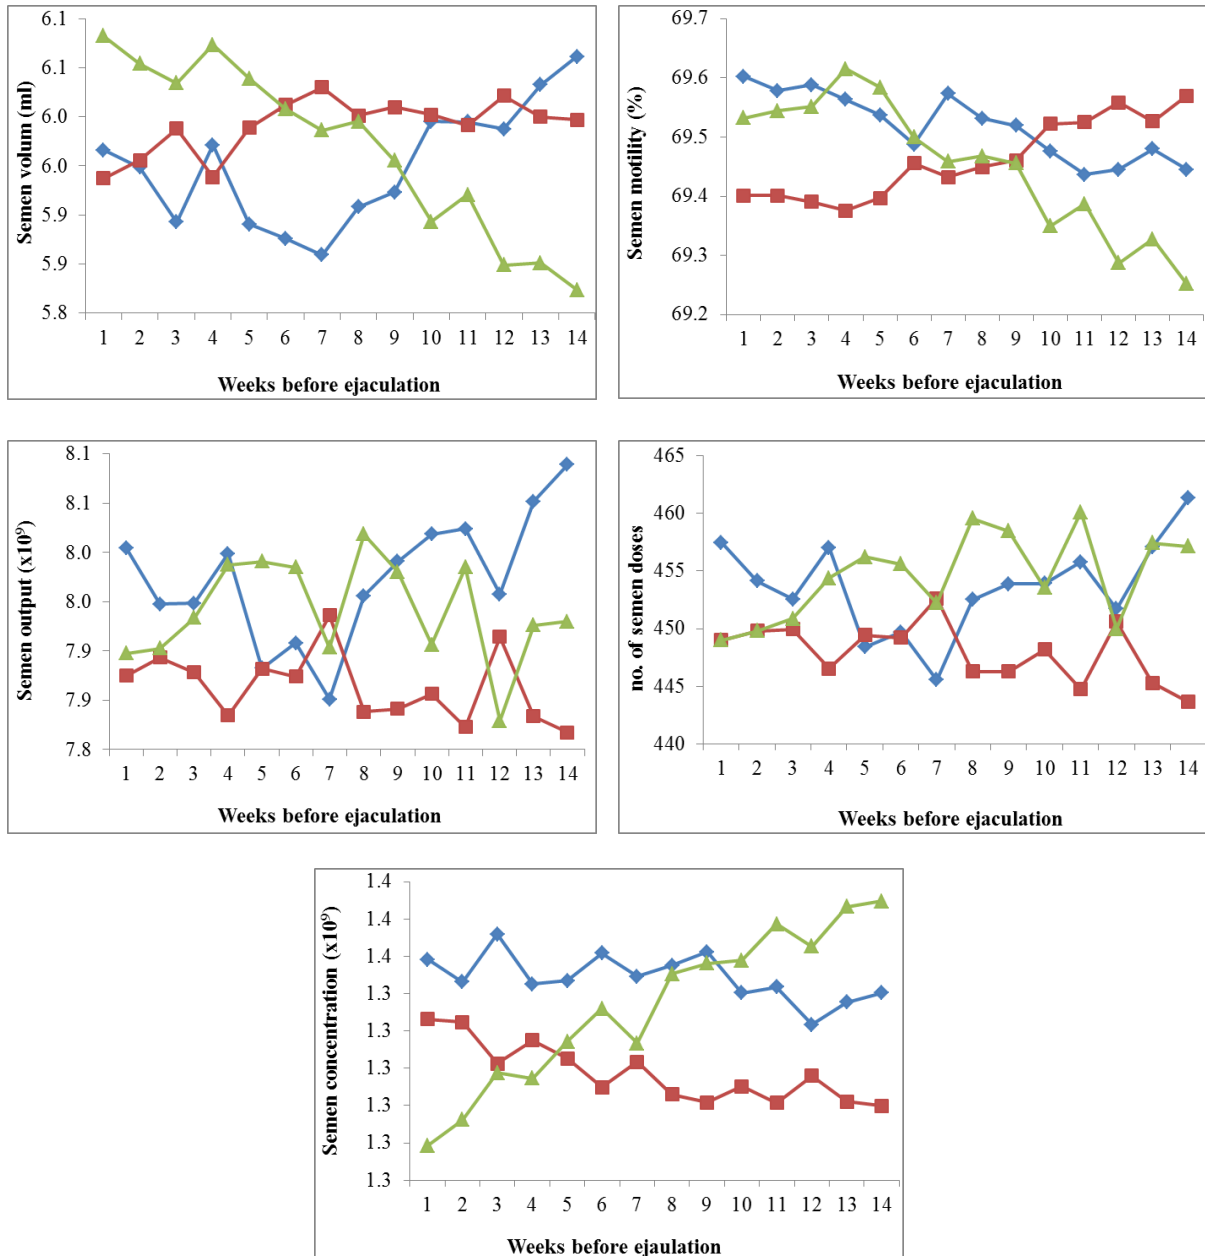 Semen volum (ml)
6.1
6.1
6.0
6.0
5.9
5.9
5.8
1 2 3 4 5 6 7 8 9 10 11 12 13 14
Weeks before ejaculation
Semen motility (%)
69.7
69.6
69.5
69.4
69.3
69.2
1 2 3 4 5 6 7 8 9 10 11 12 13 14
Weeks before ejaculation
Semen output (x10⁹)
8.1
8.1
8.0
8.0
7.9
7.9
7.8
1 2 3 4 5 6 7 8 9 10 11 12 13 14
Weeks before ejaculation
no. of semen doses
465
460
455
450
445
440
1 2 3 4 5 6 7 8 9 10 11 12 13 14
Weeks before ejaculation
Semen concentration (x10⁹)
1.4
1.4
1.4
1.3
1.3
1.3
1.3
1.3
1.3
1 2 3 4 5 6 7 8 9 10 11 12 13 14
Weeks before ejaulation